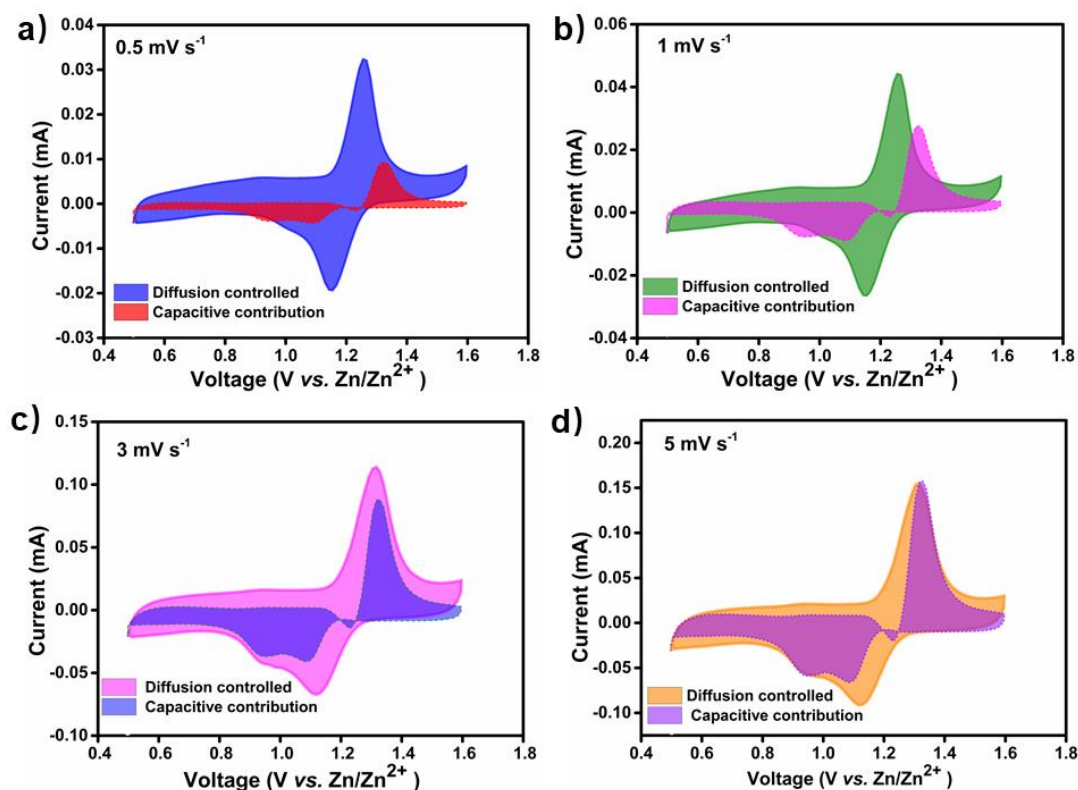 a)
0.5 mV s⁻¹
0.04
0.03
0.02
0.01
0.00
-0.01
-0.02
-0.03
Current (mA)
Diffusion controlled
Capacitive contribution
0.4 0.6 0.8 1.0 1.2 1.4 1.6 1.8
Voltage (V vs. Zn/Zn²⁺ )
b)
1 mV s⁻¹
0.06
0.04
0.02
0.00
-0.02
-0.04
Current (mA)
Diffusion controlled
Capacitive contribution
0.4 0.6 0.8 1.0 1.2 1.4 1.6 1.8
Voltage (V vs. Zn/Zn²⁺ )
c)
3 mV s⁻¹
0.15
0.10
0.05
0.00
-0.05
-0.10
Current (mA)
Diffusion controlled
Capacitive contribution
0.4 0.6 0.8 1.0 1.2 1.4 1.6 1.8
Voltage (V vs. Zn/Zn²⁺ )
d)
5 mV s⁻¹
0.20
0.15
0.10
0.05
0.00
-0.05
-0.10
Current (mA)
Diffusion controlled
Capacitive contribution
0.4 0.6 0.8 1.0 1.2 1.4 1.6 1.8
Voltage (V vs. Zn/Zn²⁺ )